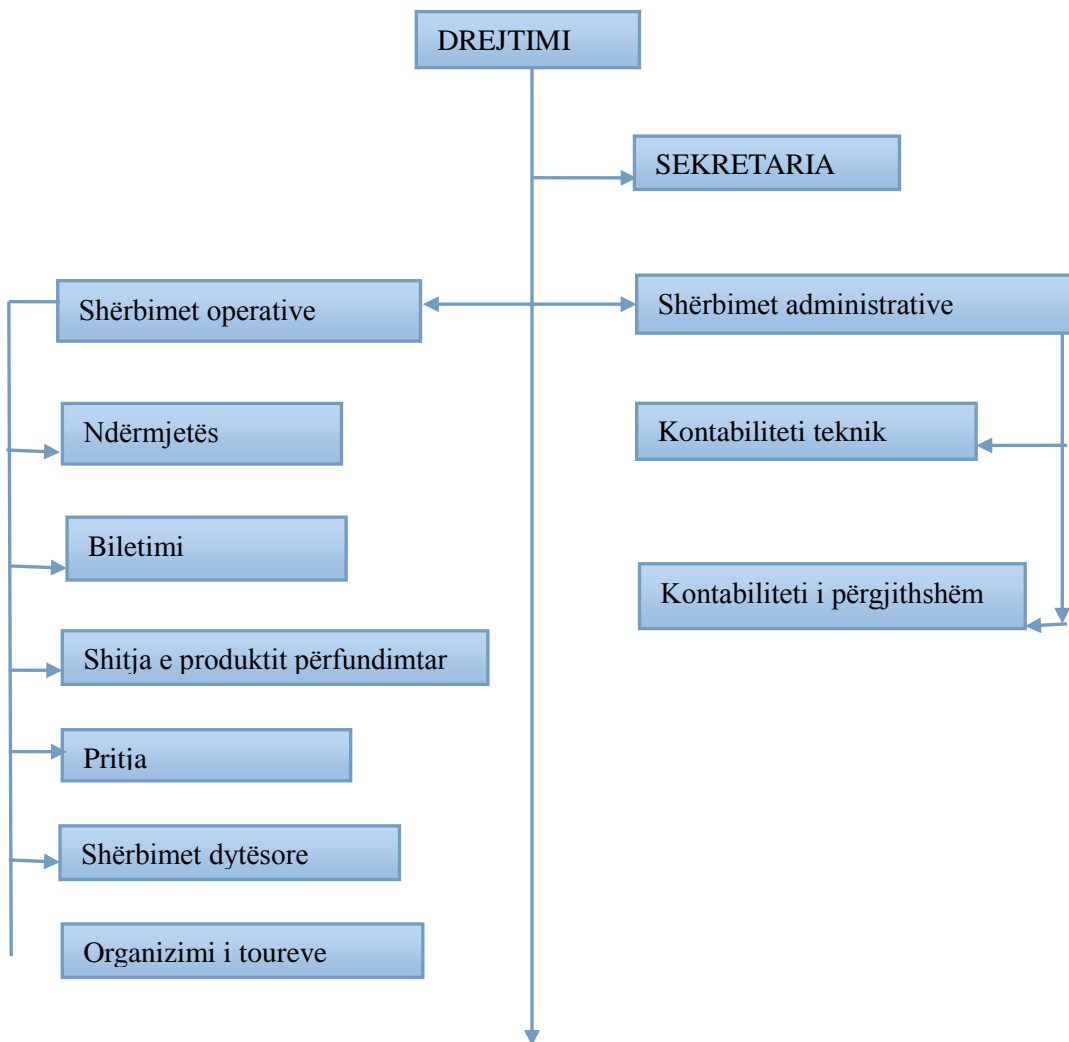 DREJTIMI
SEKRETARIA
Shërbimet operative
Shërbimet administrative
Ndërmjetës
Kontabiliteti teknik
Biletimi
Kontabiliteti i përgjithshëm
Shitja e produktit përfundimtar
Pritja
Shërbimet dytësore
Organizimi i toureve